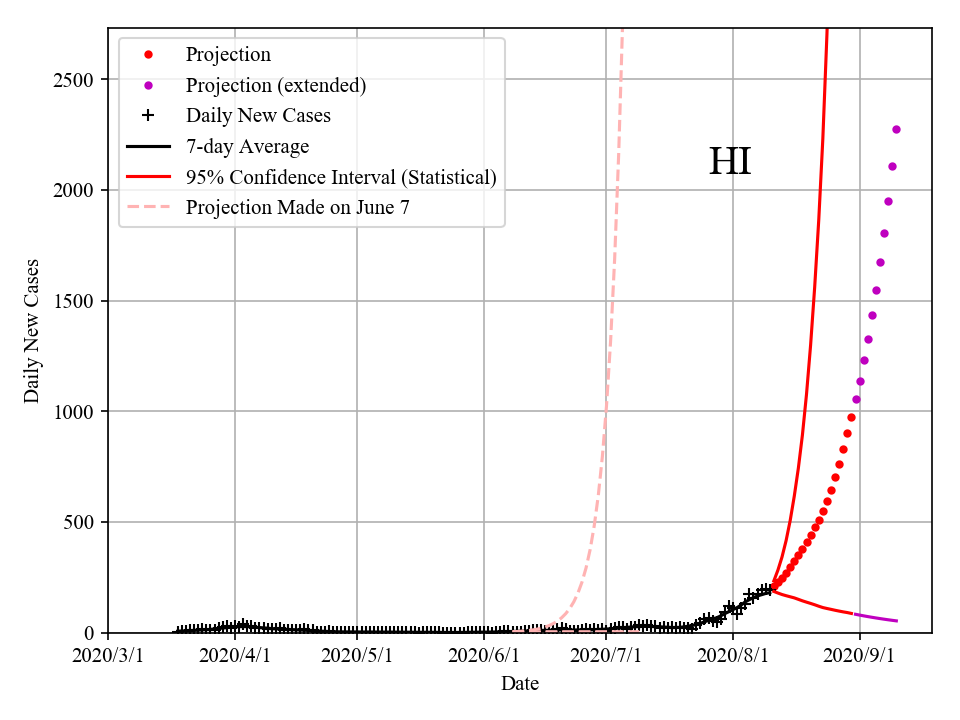 Projection
Projection (extended)
Daily New Cases
7-day Average
95% Confidence Interval (Statistical)
Projection Made on June 7
HI
2500
2000
1500
1000
500
0
Daily New Cases
2020/3/1 2020/4/1 2020/5/1 2020/6/1 2020/7/1 2020/8/1 2020/9/1
Date